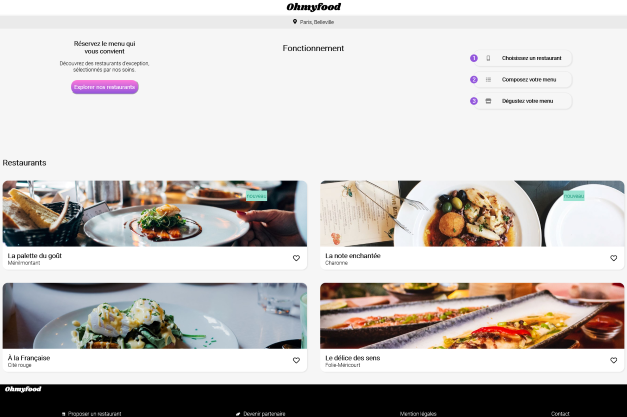 Ohmyfood
Paris, Belleville
Réservez le menu qui
vous convient
Découvrez des restaurants d'exception,
sélectionnés par nos soins.
Explorer nos restaurants
Fonctionnement
1 Choisissez un restaurant
2 Composez votre menu
3 Dégustez votre menu
Restaurants
nouveau
La palette du goût
Ménilmontant
nouveau
La note enchantée
Charonne
À la Française
Cité rouge
Le délice des sens
Folie-Méricourt
Ohmyfood
Proposer un restaurant
Devenir partenaire
Mentions légales
Contact